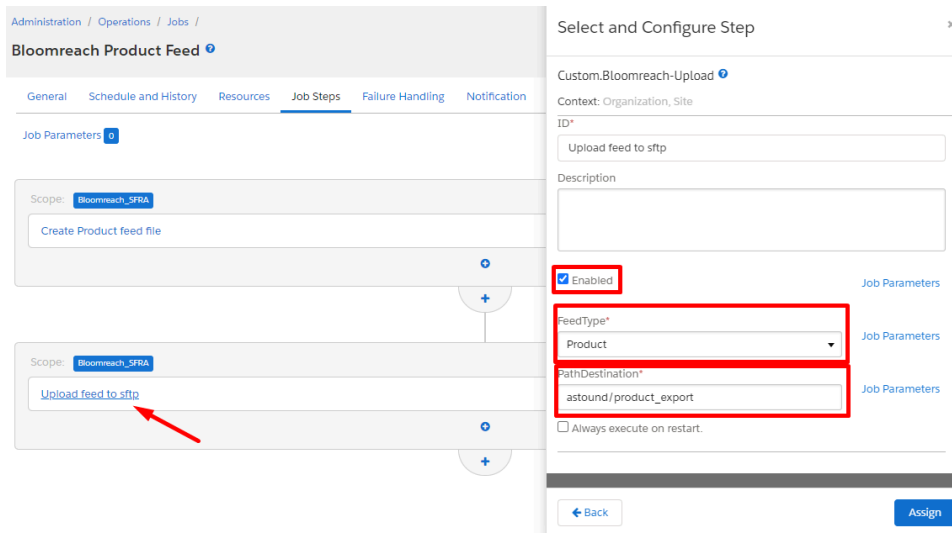 Administration / Operations / Jobs /
Bloomreach Product Feed ?
General Schedule and History Resources Job Steps Failure Handling Notification
Job Parameters 0
Scope: Bloomreach_SFRA
Create Product feed file
+
+
Scope: Bloomreach_SFRA
Upload feed to sftp
+
+
Select and Configure Step
Custom.Bloomreach-Upload ?
Context: Organization, Site
ID*
Upload feed to sftp
Description
Enabled Job Parameters
FeedType* Job Parameters
Product
PathDestination* Job Parameters
astound/product_export
Always execute on restart.
Back Assign